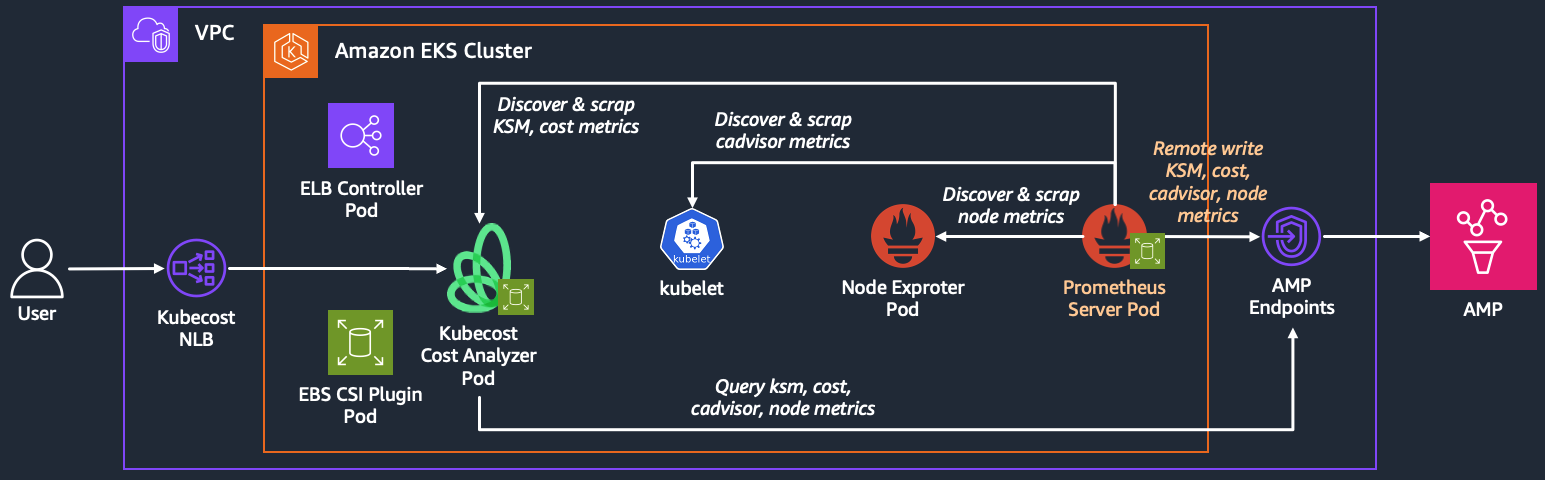 VPC
Amazon EKS Cluster
Discover & scrap
KSM, cost metrics
Discover & scrap
cadvisor metrics
Remote write
KSM, cost,
cadvisor, node
metrics
Discover & scrap
node metrics
ELB Controller
Pod
kubelet
User
Kubecost
NLB
Kubecost
Cost Analyzer
Pod
kubelet
Node Exproter
Pod
Prometheus
Server Pod
AMP
Endpoints
AMP
EBS CSI Plugin
Pod
Query ksm, cost,
cadvisor, node metrics